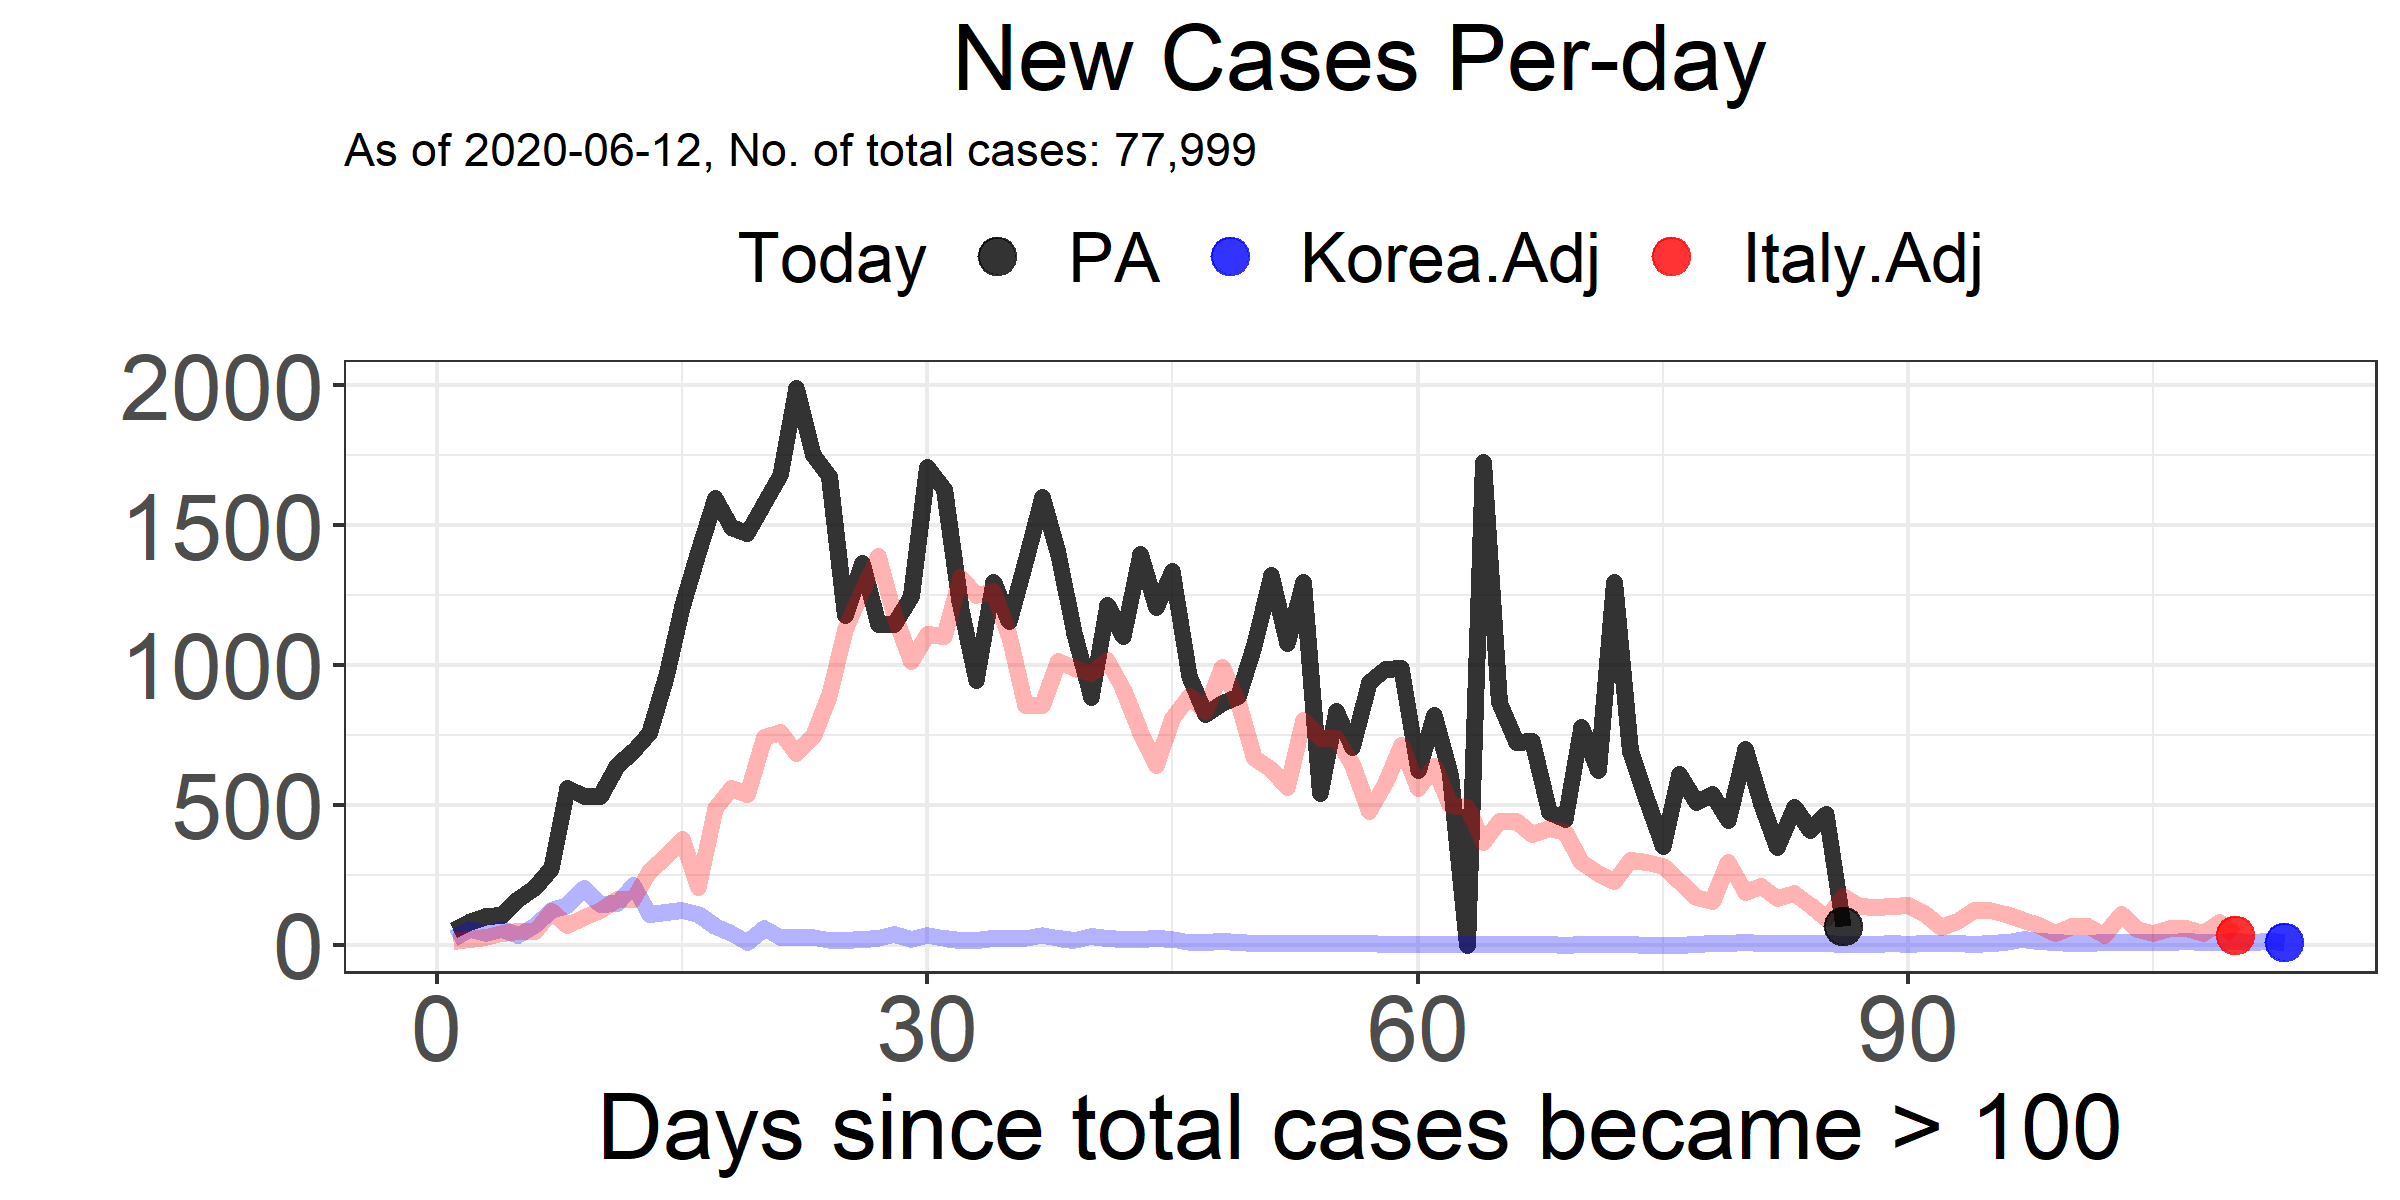 New Cases Per-day
As of 2020-06-12, No. of total cases: 77,999
Today PA Korea.Adj Italy.Adj
2000
1500
1000
500
0
0 30 60 90
Days since total cases became > 100